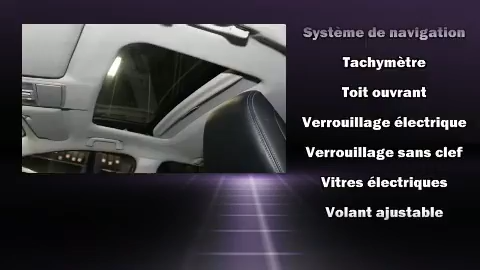 Système de navigation
Tachymètre
Toit ouvrant
Verrouillage électrique
Verrouillage sans clef
Vitres électriques
Volant ajustable